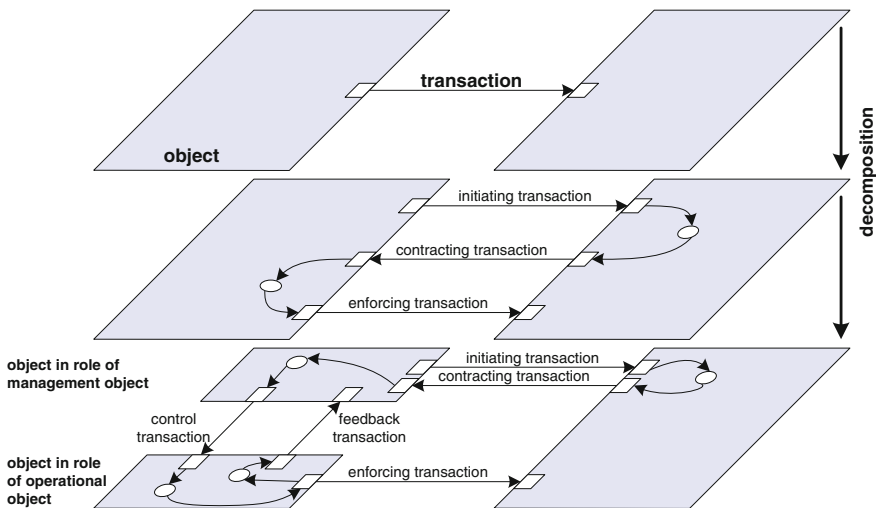 transaction
object
decomposition
initiating transaction
contracting transaction
enforcing transaction
object in role of
management object
initiating transaction
contracting transaction
control
transaction
feedback
transaction
object in role
of operational
object
enforcing transaction